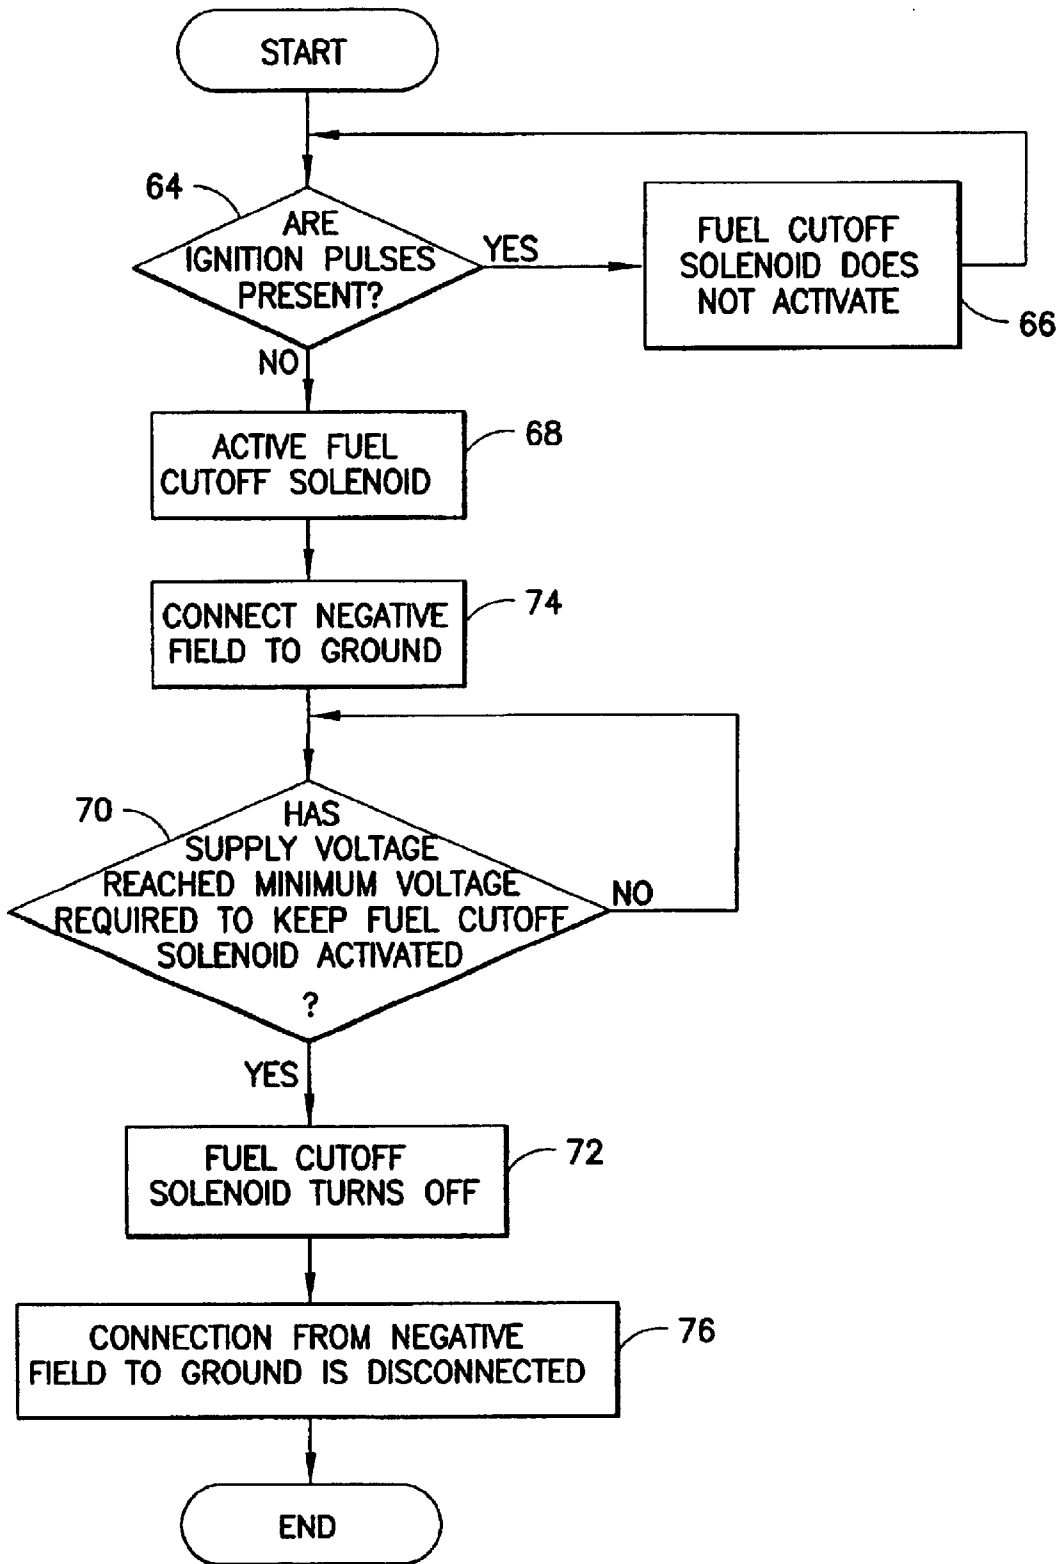 START
64
ARE
IGNITION PULSES
PRESENT?
YES
FUEL CUTOFF
SOLENOID DOES
NOT ACTIVATE
66
NO
ACTIVE FUEL
CUTOFF SOLENOID
68
CONNECT NEGATIVE
FIELD TO GROUND
74
70
HAS
SUPPLY VOLTAGE
REACHED MINIMUM VOLTAGE
REQUIRED TO KEEP FUEL CUTOFF
SOLENOID ACTIVATED
?
NO
YES
FUEL CUTOFF
SOLENOID TURNS OFF
72
CONNECTION FROM NEGATIVE
FIELD TO GROUND IS DISCONNECTED
76
END